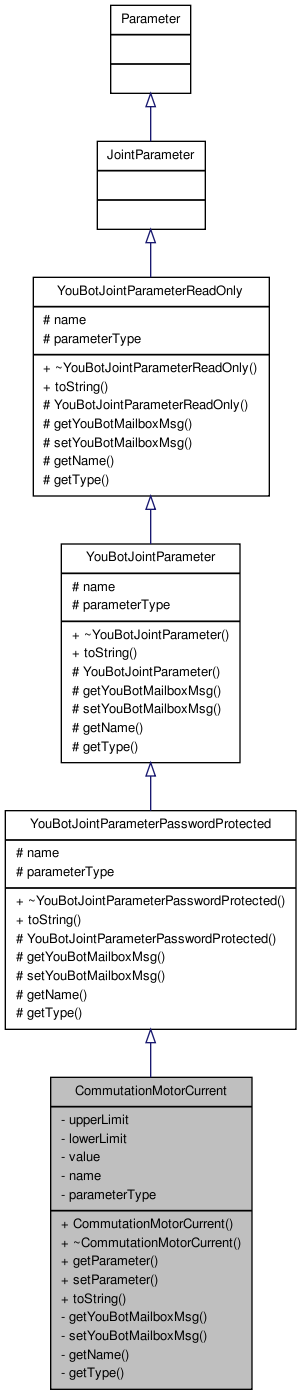 Parameter
JointParameter
YouBotJointParameterReadOnly
# name
# parameterType
+ ~YouBotJointParameterReadOnly()
+ toString()
# YouBotJointParameterReadOnly()
# getYouBotMailboxMsg()
# setYouBotMailboxMsg()
# getName()
# getType()
YouBotJointParameter
# name
# parameterType
+ ~YouBotJointParameter()
+ toString()
# YouBotJointParameter()
# getYouBotMailboxMsg()
# setYouBotMailboxMsg()
# getName()
# getType()
YouBotJointParameterPasswordProtected
# name
# parameterType
+ ~YouBotJointParameterPasswordProtected()
+ toString()
# YouBotJointParameterPasswordProtected()
# getYouBotMailboxMsg()
# setYouBotMailboxMsg()
# getName()
# getType()
CommutationMotorCurrent
- upperLimit
- lowerLimit
- value
- name
- parameterType
+ CommutationMotorCurrent()
+ ~CommutationMotorCurrent()
+ getParameter()
+ setParameter()
+ toString()
- getYouBotMailboxMsg()
- setYouBotMailboxMsg()
- getName()
- getType()